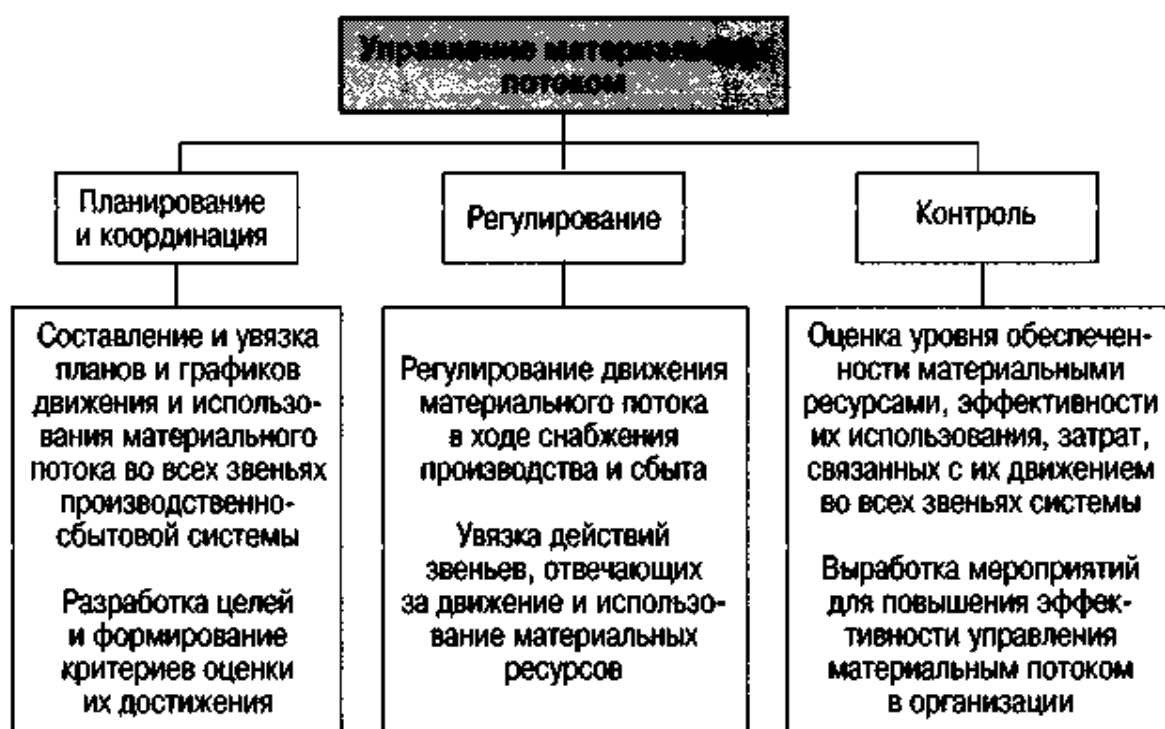 Управление материальным
потоком
Планирование
и координация
Регулирование
Контроль
Составление и увязка
планов и графиков
движения и использо-
вания материального
потока во всех звеньях
производственно-
сбытовой системы
Разработка целей
и формирование
критериев оценки
их достижения
Регулирование движения
материального потока
в ходе снабжения
производства и сбыта
Увязка действий
звеньев, отвечающих
за движение и использо-
вание материальных
ресурсов
Оценка уровня обеспечен-
ности материальными
ресурсами, эффективности
их использования, затрат,
связанных с их движением
во всех звеньях системы
Выработка мероприятий
для повышения эффек-
тивности управления
материальным потоком
в организации